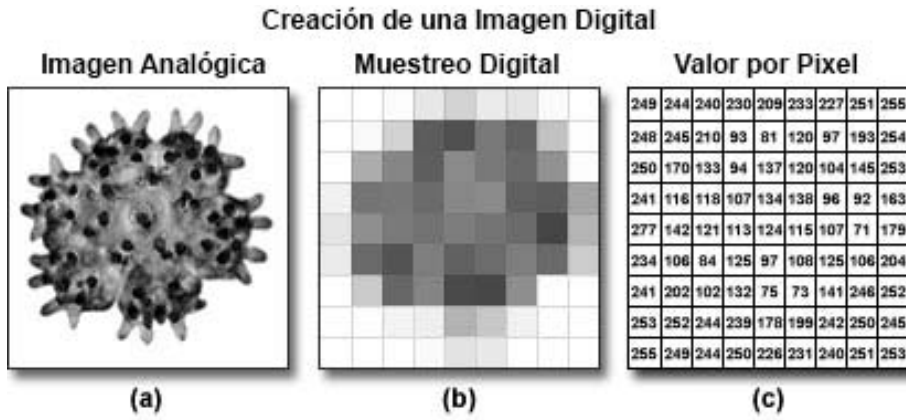 Creación de una Imagen Digital
Imagen Analógica Muestreo Digital Valor por Pixel
249 244 240 230 209 233 227 251 255
248 245 210 93 81 120 97 193 254
250 170 133 94 137 120 104 145 253
241 116 118 107 134 138 96 92 163
277 142 121 113 124 115 107 71 179
234 106 84 125 97 108 125 106 204
241 202 102 132 75 73 141 246 252
253 252 244 239 178 199 242 250 245
255 249 244 250 226 231 240 251 253
(a) (b) (c)